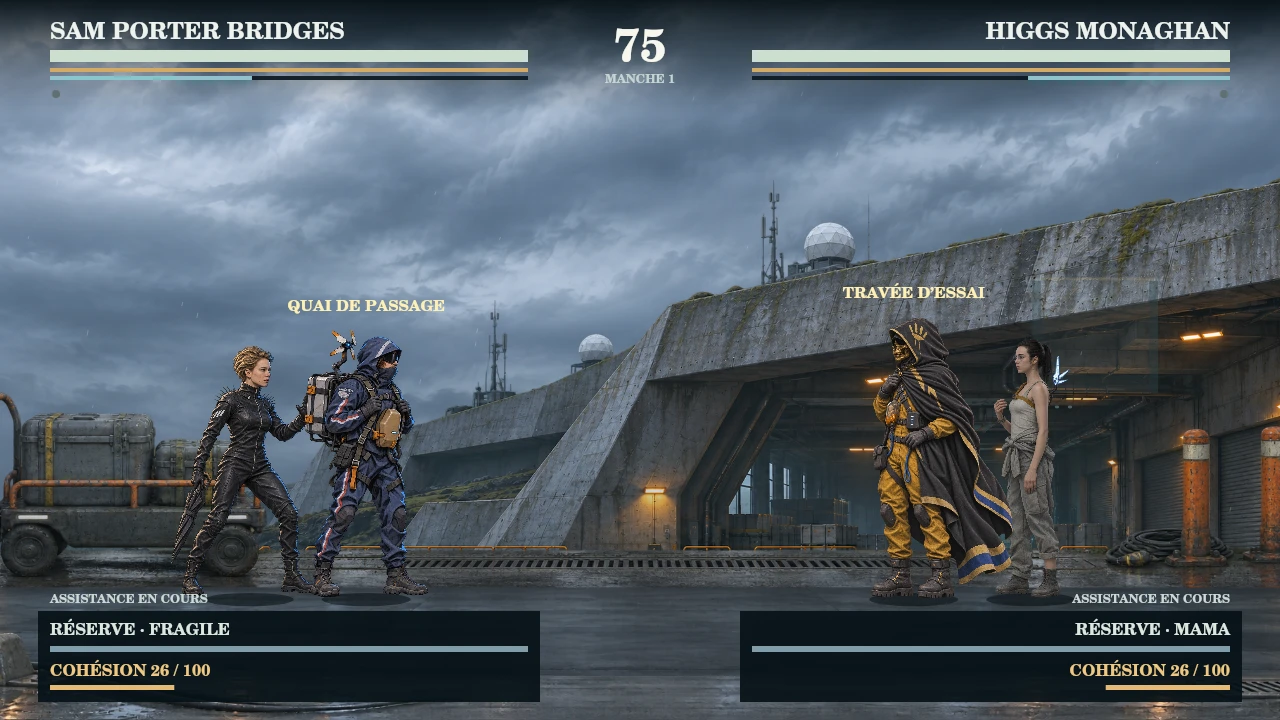 SAM PORTER BRIDGES
75
HIGGS MONAGHAN
MANCHE 1
QUAI DE PASSAGE
TRAVÉE D'ESSAI
ASSISTANCE EN COURS
ASSISTANCE EN COURS
RÉSERVE · FRAGILE
RÉSERVE · MAMA
COHÉSION 26 / 100
COHÉSION 26 / 100